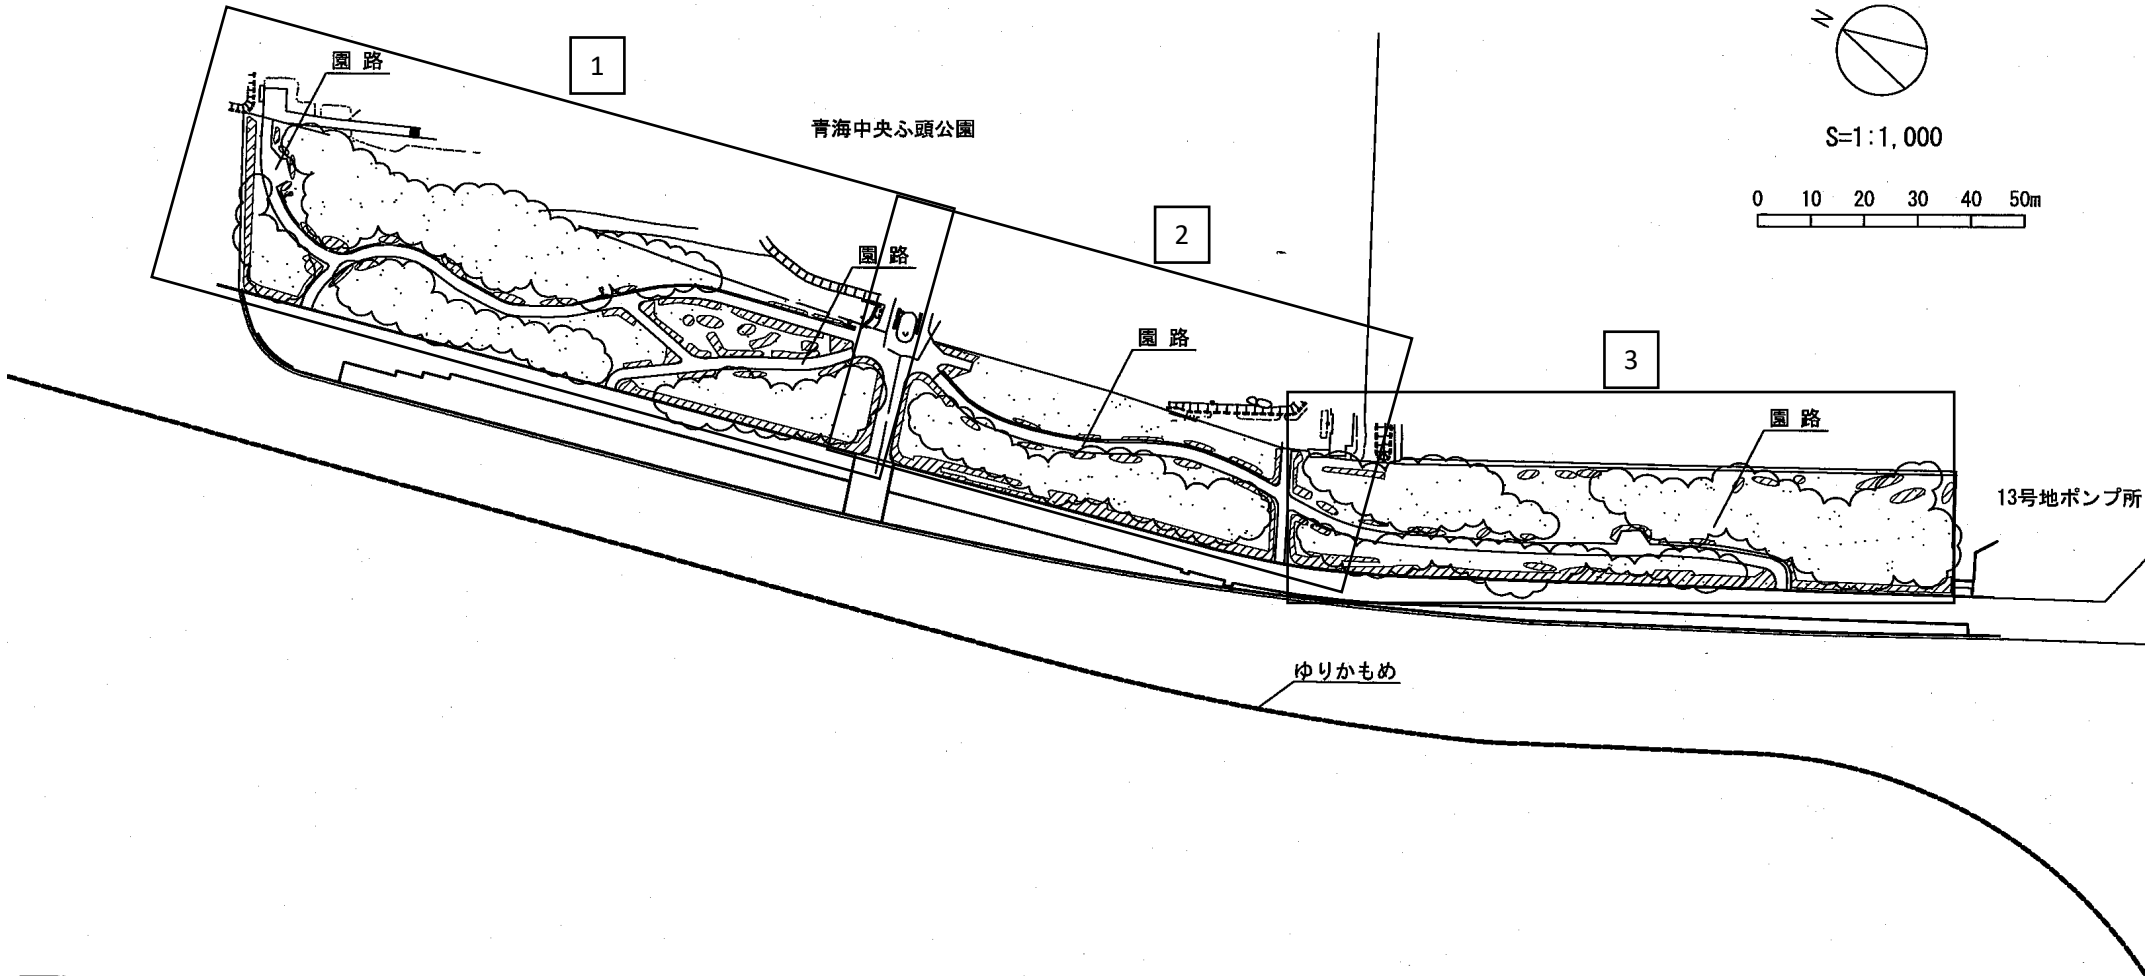 N
S=1:1,000
0 10 20 30 40 50m
1
園 路
青海中央ふ頭公園
2
園 路
園 路
3
園 路
13号地ポンプ所
ゆりかもめ